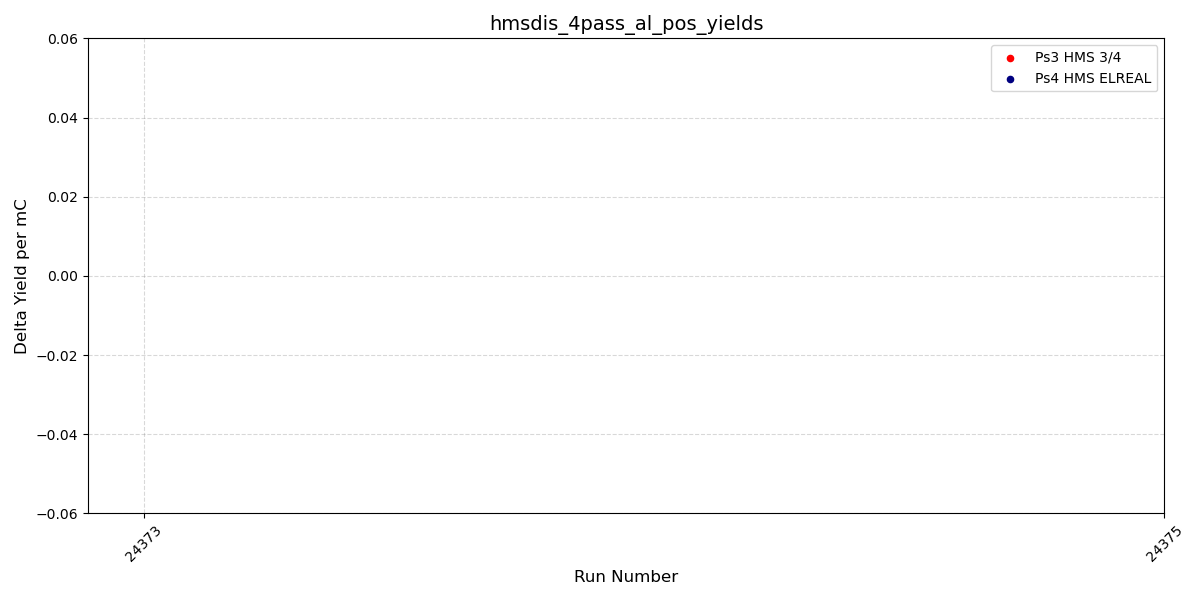 hmsdis_4pass_al_pos_yields
Ps3 HMS 3/4
Ps4 HMS ELREAL
Delta Yield per mC
0.06
0.04
0.02
0.00
−0.02
−0.04
−0.06
24373
24375
Run Number